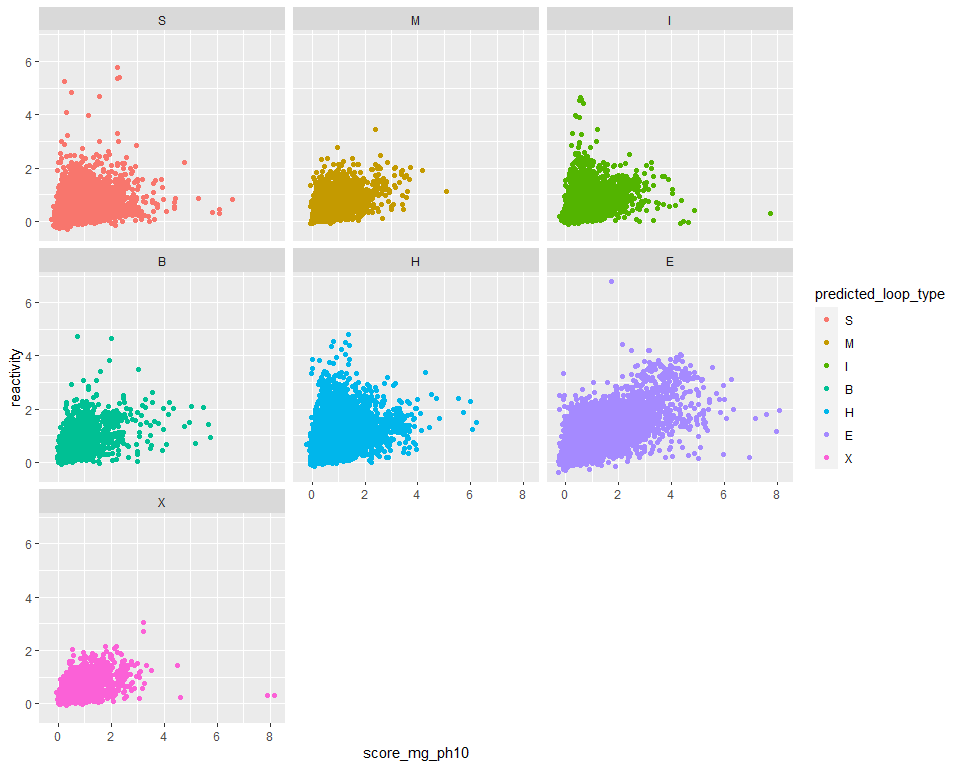 S M I
6
4
2
0
B H E
6
4
2
0
reactivity
0 2 4 6 8
0 2 4 6 8
X
6
4
2
0
0 2 4 6 8
score_mg_ph10
predicted_loop_type
S
M
I
B
H
E
X